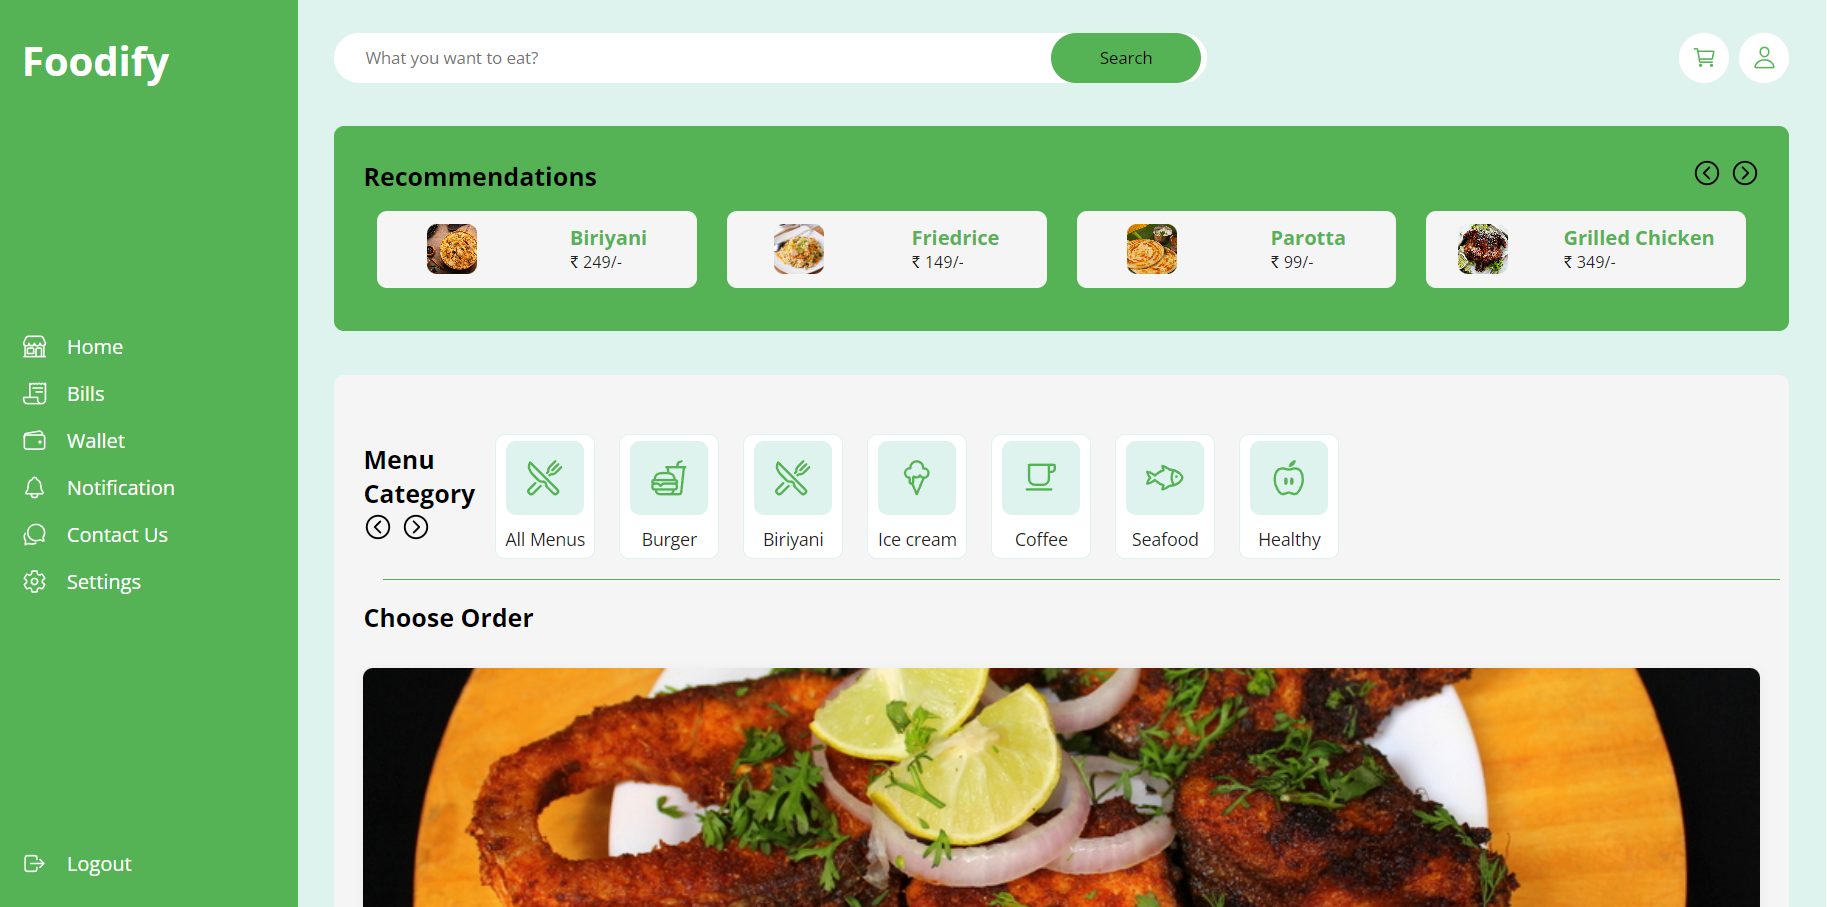 Foodify
Home
Bills
Wallet
Notification
Contact Us
Settings
Logout
What you want to eat?
Search
Recommendations
Biriyani
₹ 249/-
Friedrice
₹ 149/-
Parotta
₹ 99/-
Grilled Chicken
₹ 349/-
Menu
Category
All Menus
Burger
Biriyani
Ice cream
Coffee
Seafood
Healthy
Choose Order